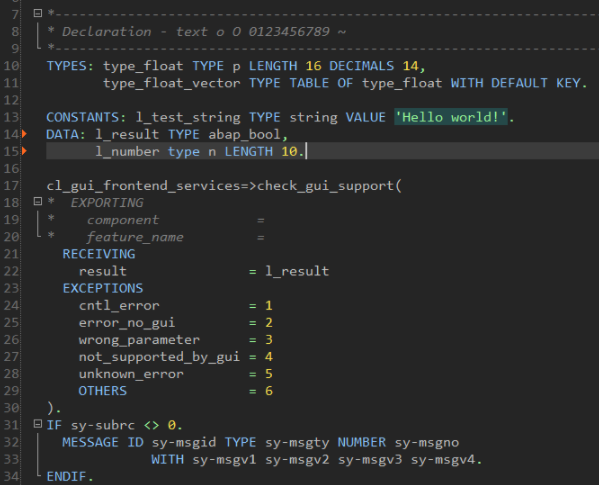 7 *--------------------------------------------------------------------
8 * Declaration - text o O 0123456789 ~
9 *--------------------------------------------------------------------
10 TYPES: type_float TYPE p LENGTH 16 DECIMALS 14,
11        type_float_vector TYPE TABLE OF type_float WITH DEFAULT KEY.
12
13 CONSTANTS: l_test_string TYPE string VALUE 'Hello world!'.
14 DATA: l_result TYPE abap_bool,
15       l_number type n LENGTH 10.
16
17 cl_gui_frontend_services=>check_gui_support(
18 *  EXPORTING
19 *    component            =
20 *    feature_name         =
21   RECEIVING
22     result               = l_result
23   EXCEPTIONS
24     cntl_error           = 1
25     error_no_gui         = 2
26     wrong_parameter      = 3
27     not_supported_by_gui = 4
28     unknown_error        = 5
29     OTHERS               = 6
30 ).
31 IF sy-subrc <> 0.
32   MESSAGE ID sy-msgid TYPE sy-msgty NUMBER sy-msgno
33              WITH sy-msgv1 sy-msgv2 sy-msgv3 sy-msgv4.
34 ENDIF.